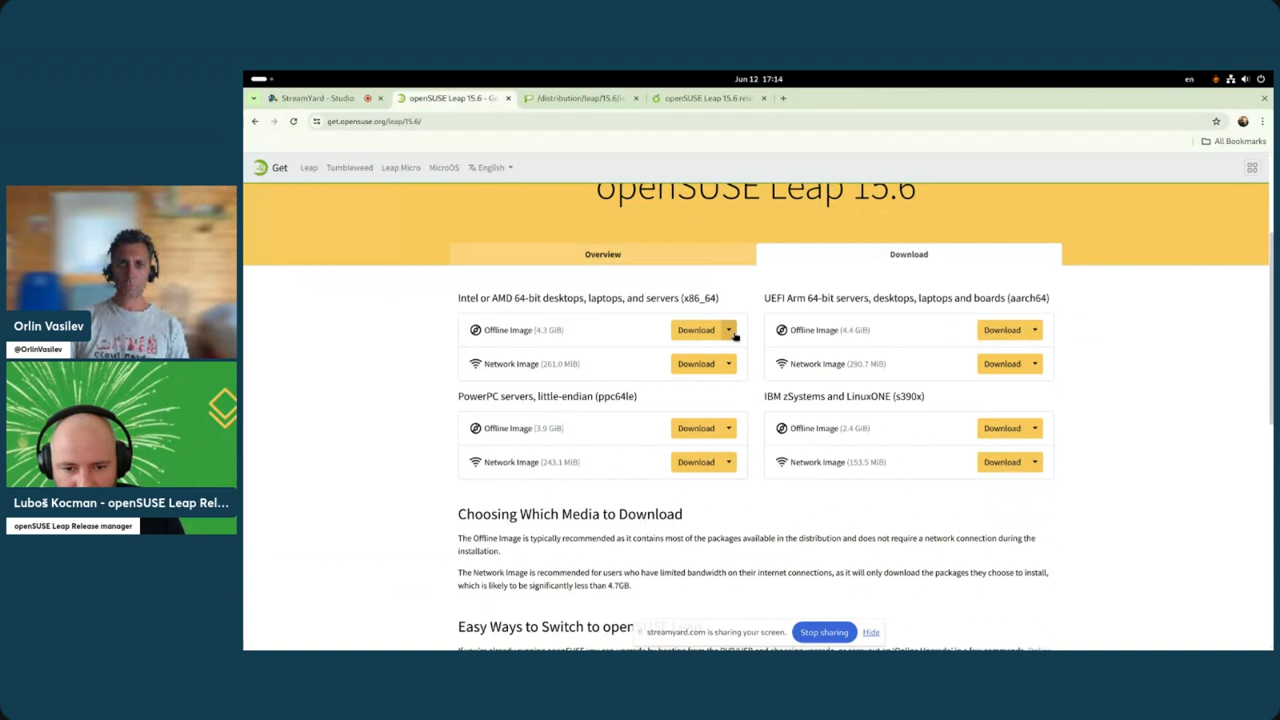 Jun 12 17:14
en
StreamYard - Studio
openSUSE Leap 15.6 - G
/distribution/leap/15.6/
openSUSE Leap 15.6 rele
get.opensuse.org/leap/15.6/
All Bookmarks
Get
Leap
Tumbleweed
Leap Micro
MicroOS
English
openSUSE Leap 15.6
Overview
Download
Intel or AMD 64-bit desktops, laptops, and servers (x86_64)
Offline Image (4.3 GiB)
Download
Network Image (261.0 MiB)
Download
UEFI Arm 64-bit servers, desktops, laptops and boards (aarch64)
Offline Image (4.4 GiB)
Download
Network Image (290.7 MiB)
Download
PowerPC servers, little-endian (ppc64le)
Offline Image (3.9 GiB)
Download
Network Image (243.1 MiB)
Download
IBM zSystems and LinuxONE (s390x)
Offline Image (2.4 GiB)
Download
Network Image (153.5 MiB)
Download
Choosing Which Media to Download
The Offline Image is typically recommended as it contains most of the packages available in the distribution and does not require a network connection during the
installation.
The Network Image is recommended for users who have limited bandwidth on their internet connections, as it will only download the packages they choose to install,
which is likely to be significantly less than 4.7GB.
Easy Ways to Switch to open
streamyard.com is sharing your screen.
Stop sharing
Hide
Orlin Vasilev
@OrlinVasilev
Luboš Kocman - openSUSE Leap Rel...
openSUSE Leap Release manager